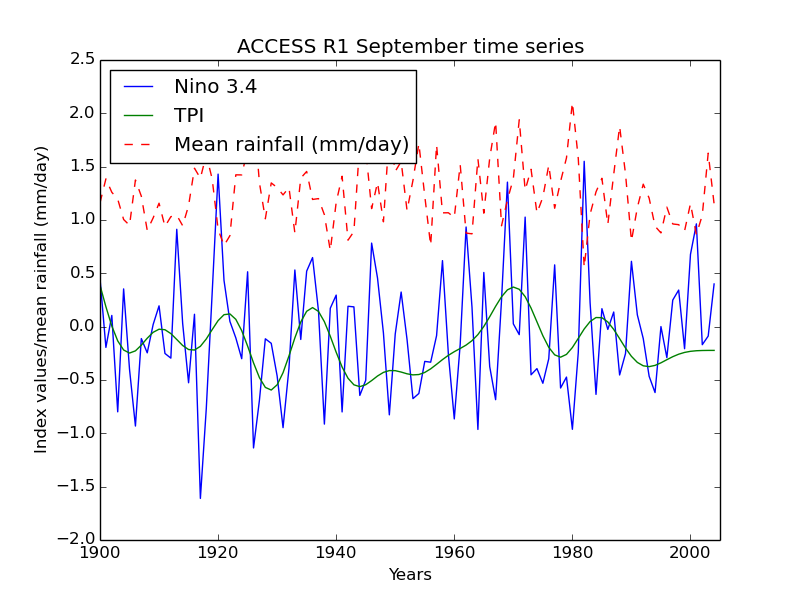 ACCESS R1 September time series
2.5
2.0
1.5
1.0
0.5
0.0
−0.5
−1.0
−1.5
−2.0
Index values/mean rainfall (mm/day)
Nino 3.4
TPI
Mean rainfall (mm/day)
1900 1920 1940 1960 1980 2000
Years